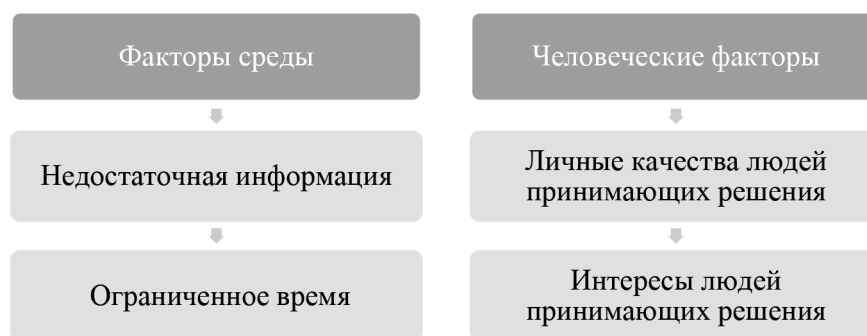 Факторы среды
Недостаточная информация
Ограниченное время
Человеческие факторы
Личные качества людей
принимающих решения
Интересы людей
принимающих решения